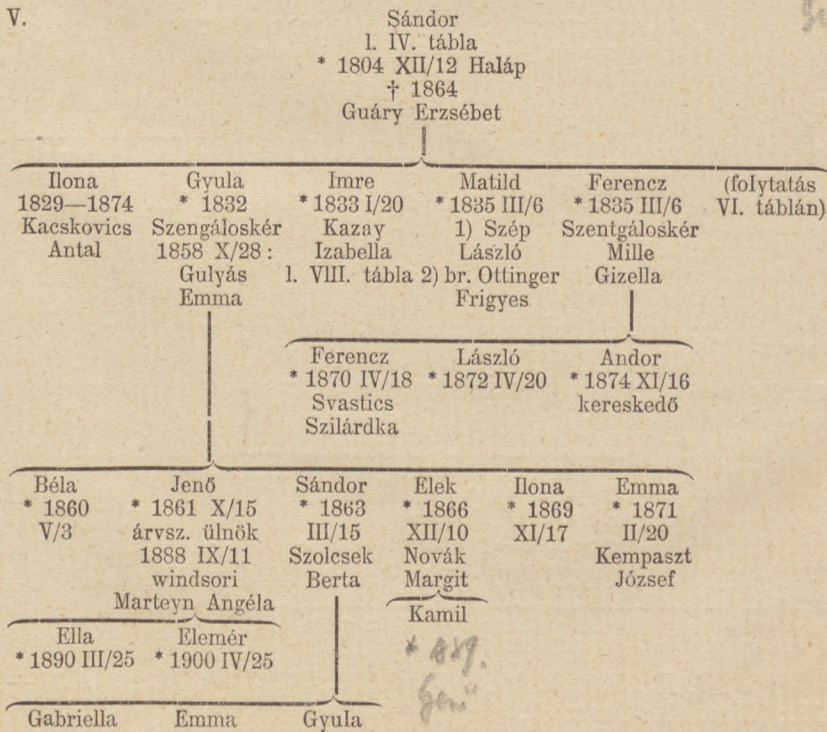 V.
Sándor
l. IV. tábla
* 1804 XII/12 Haláp
† 1864
Guáry Erzsébet
Ilona
1829—1874
Kacskovics
Antal
Gyula
* 1832
Szengáloskér
1858 X/28 :
Gulyás
Emma
Imre
* 1833 I/20
Kazay
Izabella
l. VIII. tábla
Matild
* 1835 III/6
1) Szép
László
2) br. Ottinger
Frigyes
Ferencz
* 1835 III/6
Szentgáloskér
Mille
Gizella
(folytatás
VI. táblán)
Ferencz
* 1870 IV/18
Svastics
Szilárdka
László
* 1872 IV/20
Andor
* 1874 XI/16
kereskedő
Béla
* 1860
V/3
Jenő
* 1861 X/15
árvsz. ülnök
1888 IX/11
windsori
Marteyn Angéla
Sándor
* 1863
III/15
Szolcsek
Berta
Elek
* 1866
XII/10
Novák
Margit
Ilona
* 1869
XI/17
Emma
* 1871
II/20
Kempaszt
József
Kamil
* 1889.
Ella
* 1890 III/25
Elemér
* 1900 IV/25
Gabriella
Emma
Gyula